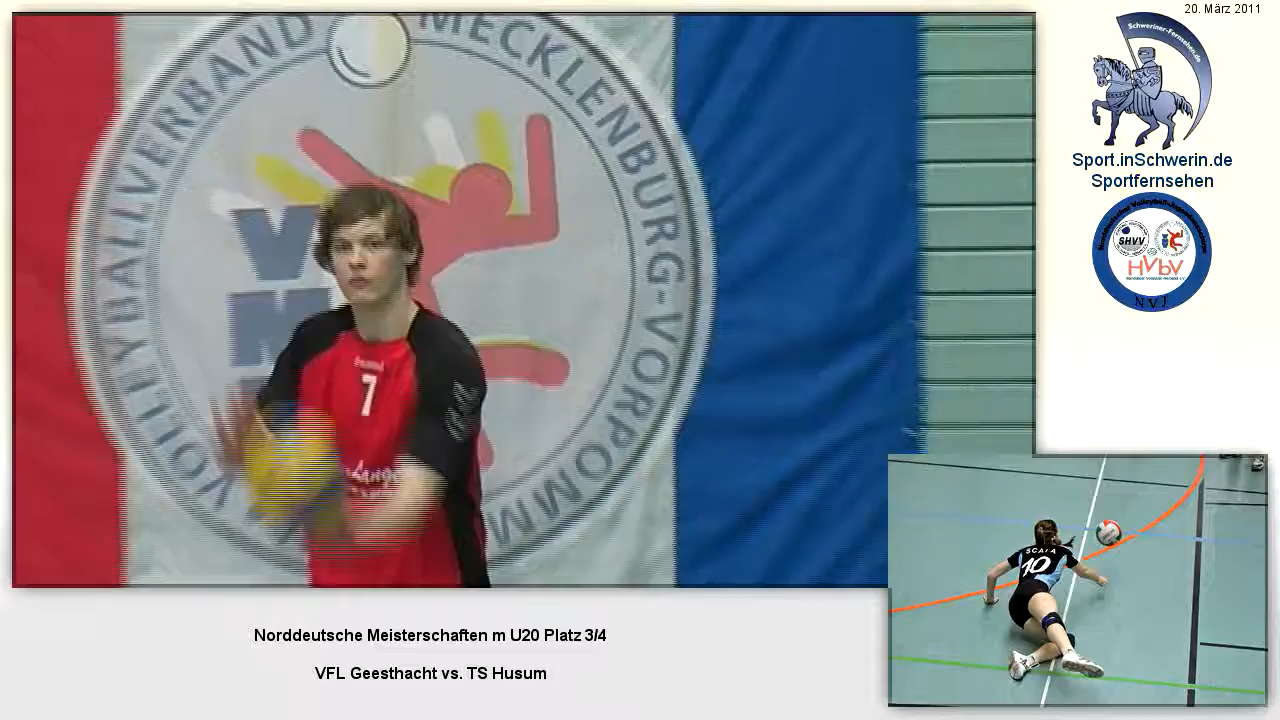 20. März 2011
Schweriner-Fernsehen.de
Sport.inSchwerin.de
Sportfernsehen
SHVV
HVbV
NVJ
VOLLEYBALLVERBAND MECKLENBURG-VORPOMM
V
7
SCALA
10
Norddeutsche Meisterschaften m U20 Platz 3/4
VFL Geesthacht vs. TS Husum